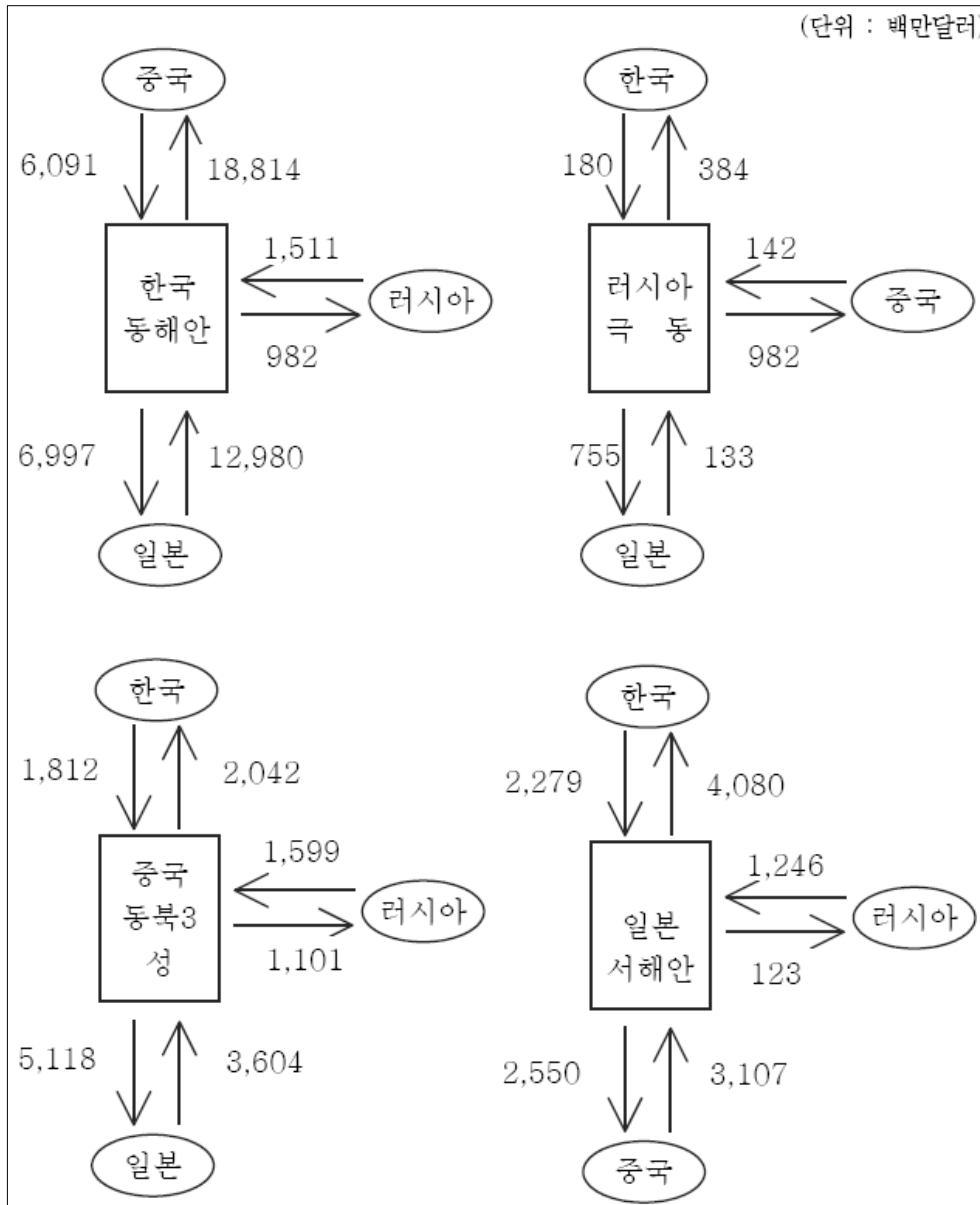 (단위 : 백만달러)
중국
6,091
18,814
한국
동해안
1,511
러시아
982
6,997
12,980
일본
한국
180
384
러시아
극 동
142
중국
982
755
133
일본
한국
1,812
2,042
중국
동북3
성
1,599
러시아
1,101
5,118
3,604
일본
한국
2,279
4,080
일본
서해안
1,246
러시아
123
2,550
3,107
중국